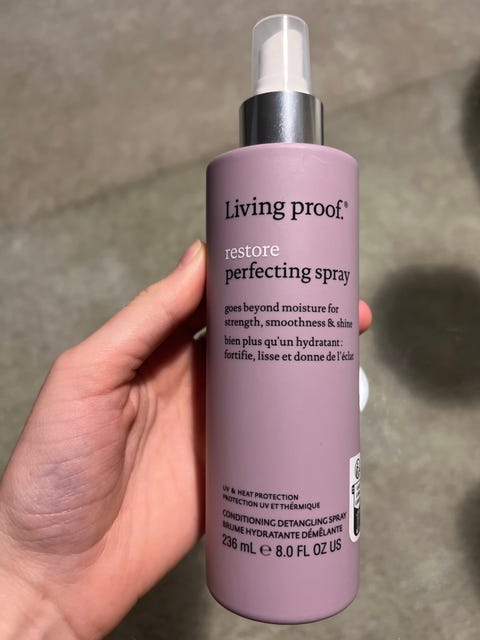 Living proof.®
restore
perfecting spray
goes beyond moisture for
strength, smoothness & shine
bien plus qu'un hydratant :
fortifie, lisse et donne de l'éclat
UV & HEAT PROTECTION
PROTECTION UV ET THERMIQUE
CONDITIONING DETANGLING SPRAY
BRUME HYDRATANTE DÉMÊLANTE
236 mL e 8.0 FL OZ US